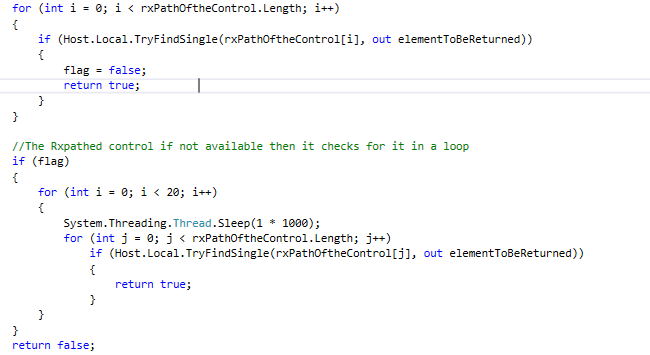 for (int i = 0; i < rxPathOftheControl.Length; i++)
{
if (Host.Local.TryFindSingle(rxPathOftheControl[i], out elementToBeReturned))
{
flag = false;
return true;
}
}
//The Rxpathed control if not available then it checks for it in a loop
if (flag)
{
for (int i = 0; i < 20; i++)
{
System.Threading.Thread.Sleep(1 * 1000);
for (int j = 0; j < rxPathOftheControl.Length; j++)
if (Host.Local.TryFindSingle(rxPathOftheControl[j], out elementToBeReturned))
{
return true;
}
}
}
return false;